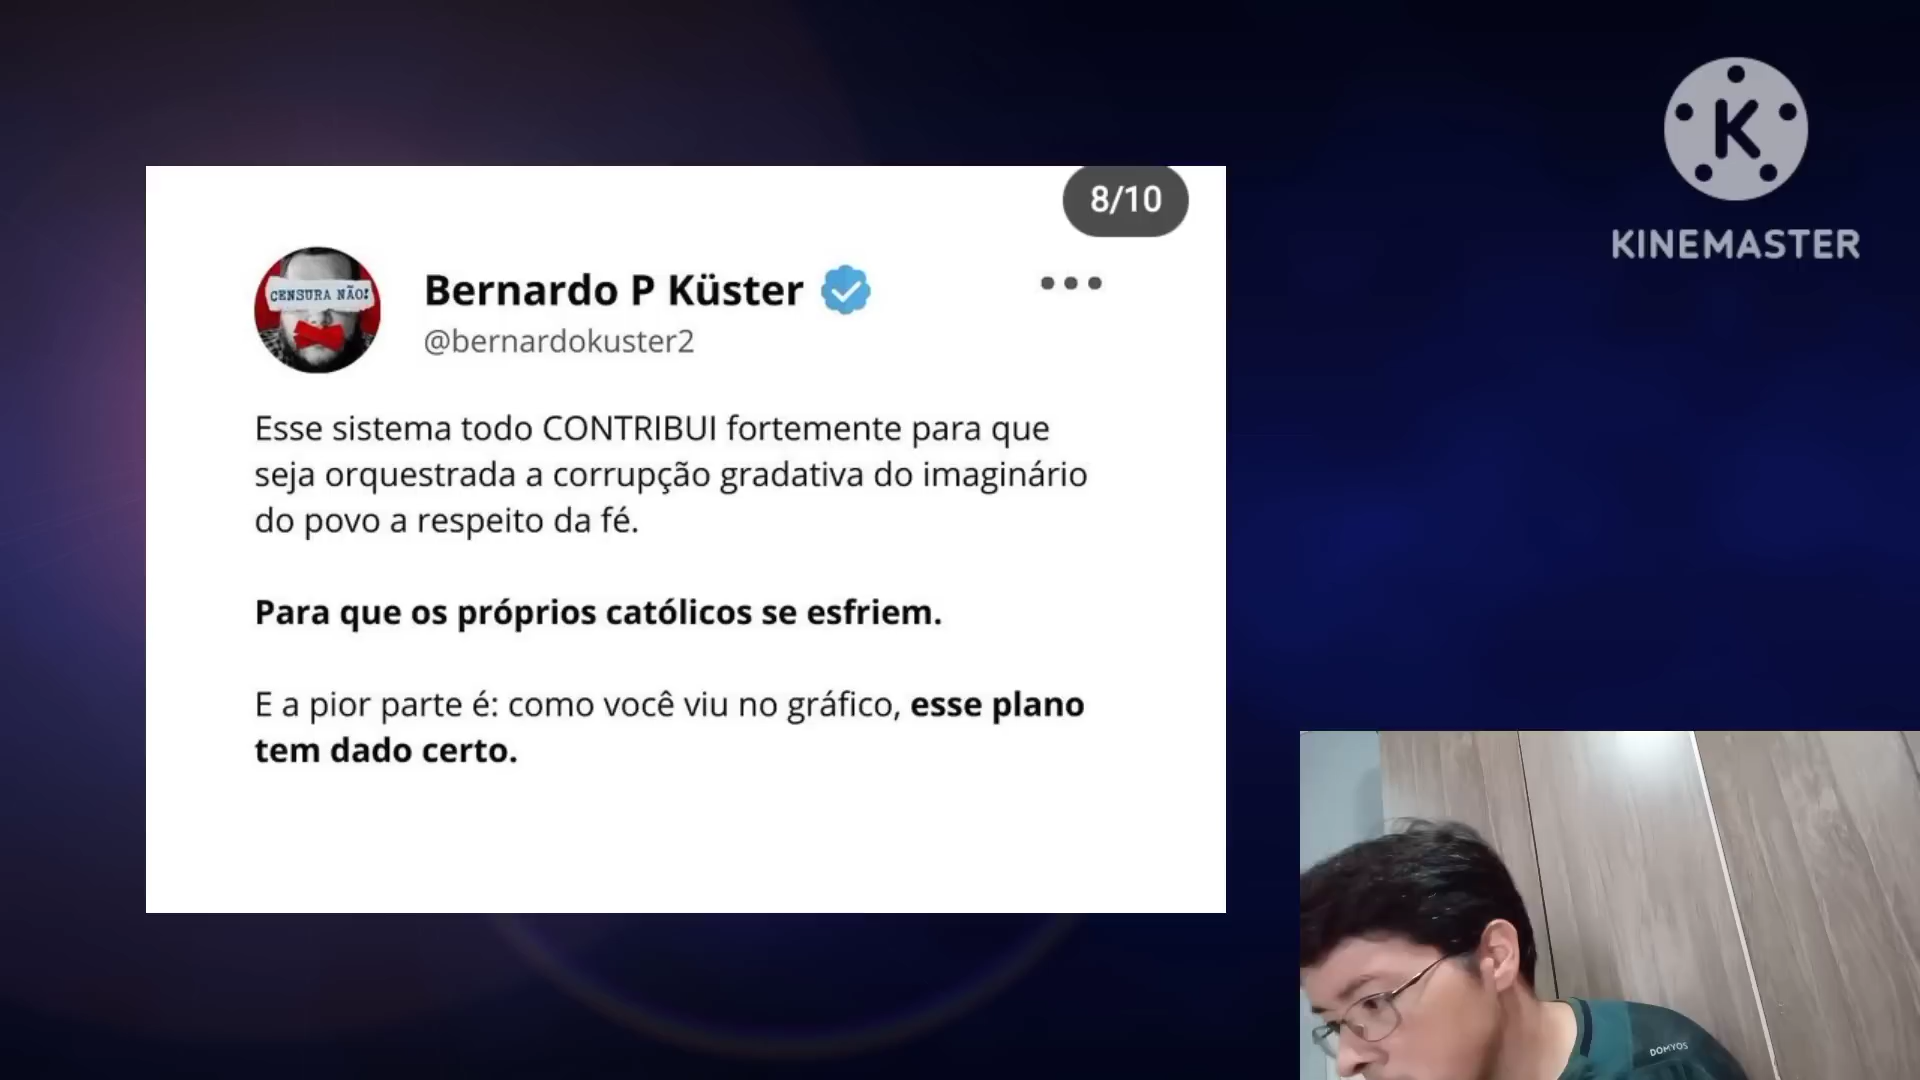 8/10
K
KINEMASTER
CENSURA NÃO!
Bernardo P Küster
@bernardokuster2
Esse sistema todo CONTRIBUI fortemente para que
seja orquestrada a corrupção gradativa do imaginário
do povo a respeito da fé.
Para que os próprios católicos se esfriem.
E a pior parte é: como você viu no gráfico, esse plano
tem dado certo.
DOMYOS